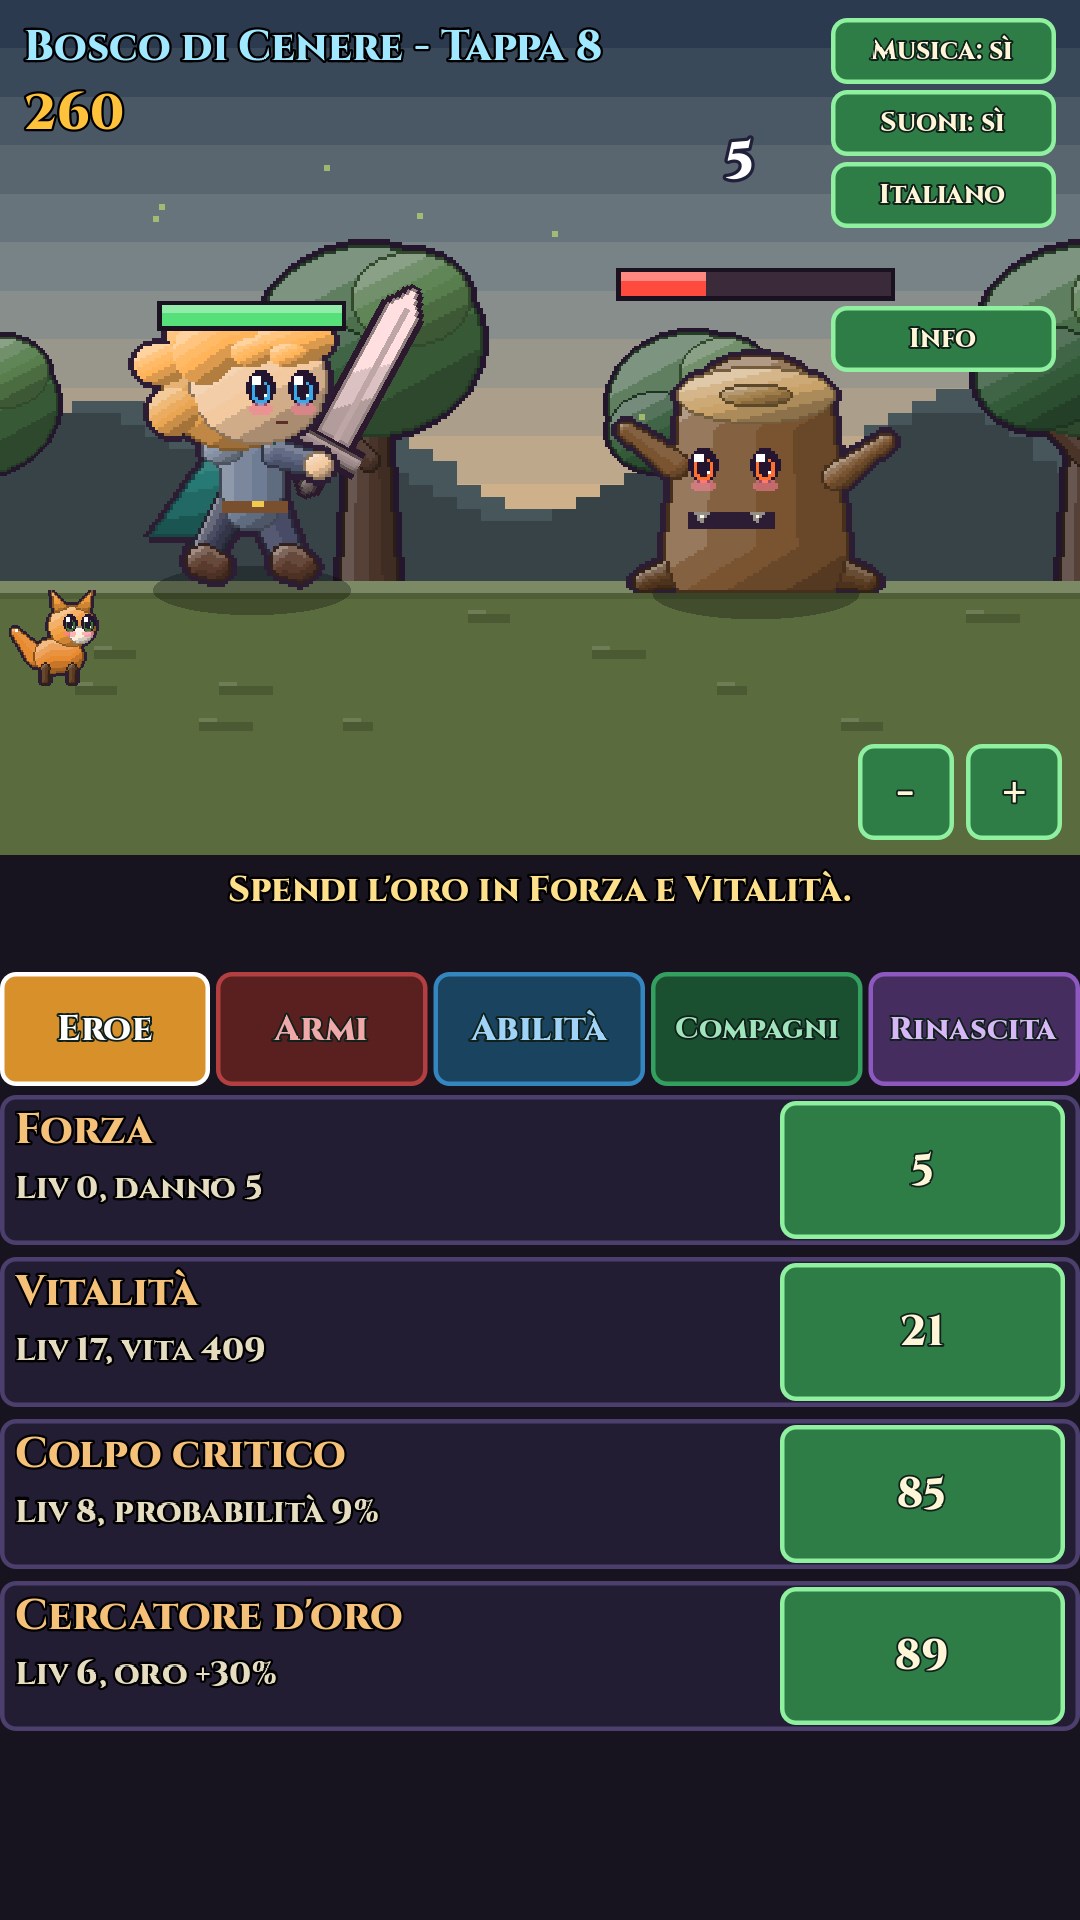 Bosco di Cenere - Tappa 8
260
Musica: sì
Suoni: sì
Italiano
5
Info
-
+
Spendi l'oro in Forza e Vitalità.
Eroe
Armi
Abilità
Compagni
Rinascita
Forza
Liv 0, danno 5
5
Vitalità
Liv 17, vita 409
21
Colpo critico
Liv 8, probabilità 9%
85
Cercatore d'oro
Liv 6, oro +30%
89